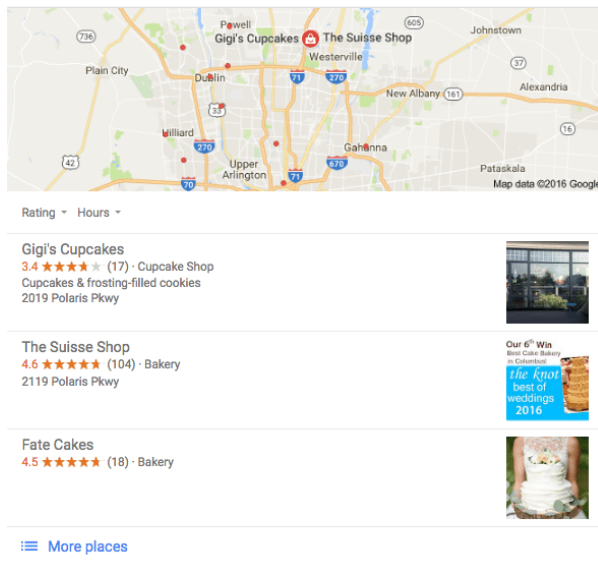 Powell
605
Johnstown
736
Gigi's Cupcakes
The Suisse Shop
Westerville
37
Plain City
Dublin
71
270
Alexandria
New Albany 161
33
Hilliard
270
16
Gahanna
42
Upper
Arlington
71
670
Pataskala
70
Map data ©2016 Google
Rating
Hours
Gigi's Cupcakes
3.4 (17) · Cupcake Shop
Cupcakes & frosting-filled cookies
2019 Polaris Pkwy
The Suisse Shop
4.6 (104) · Bakery
2119 Polaris Pkwy
Our 6th Win
Best Cake Bakery
in Columbus!
the knot
best of
weddings
2016
Fate Cakes
4.5 (18) · Bakery
More places